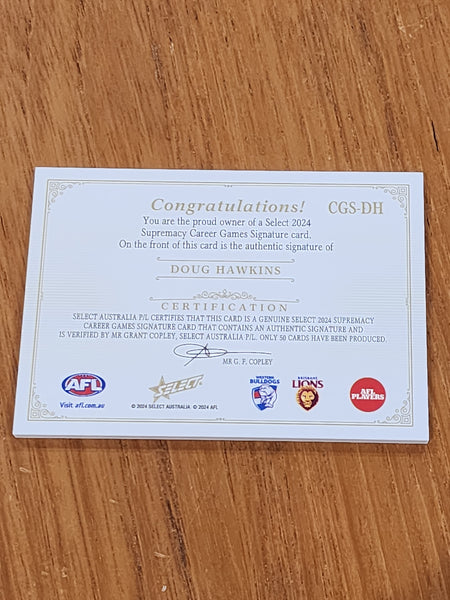 Congratulations! CGS-DH
You are the proud owner of a Select 2024
Supremacy Career Games Signature card.
On the front of this card is the authentic signature of
DOUG HAWKINS
CERTIFICATION
SELECT AUSTRALIA P/L CERTIFIES THAT THIS CARD IS A GENUINE SELECT 2024 SUPREMACY
CAREER GAMES SIGNATURE CARD THAT CONTAINS AN AUTHENTIC SIGNATURE AND
IS VERIFIED BY MR GRANT COPLEY, SELECT AUSTRALIA P/L. ONLY 50 CARDS HAVE BEEN PRODUCED.
MR G. F. COPLEY
AFL
Visit afl.com.au
SELECT
© 2024 SELECT AUSTRALIA. © 2024 AFL
WESTERN
BULLDOGS
BRISBANE
LIONS
AFL
PLAYERS